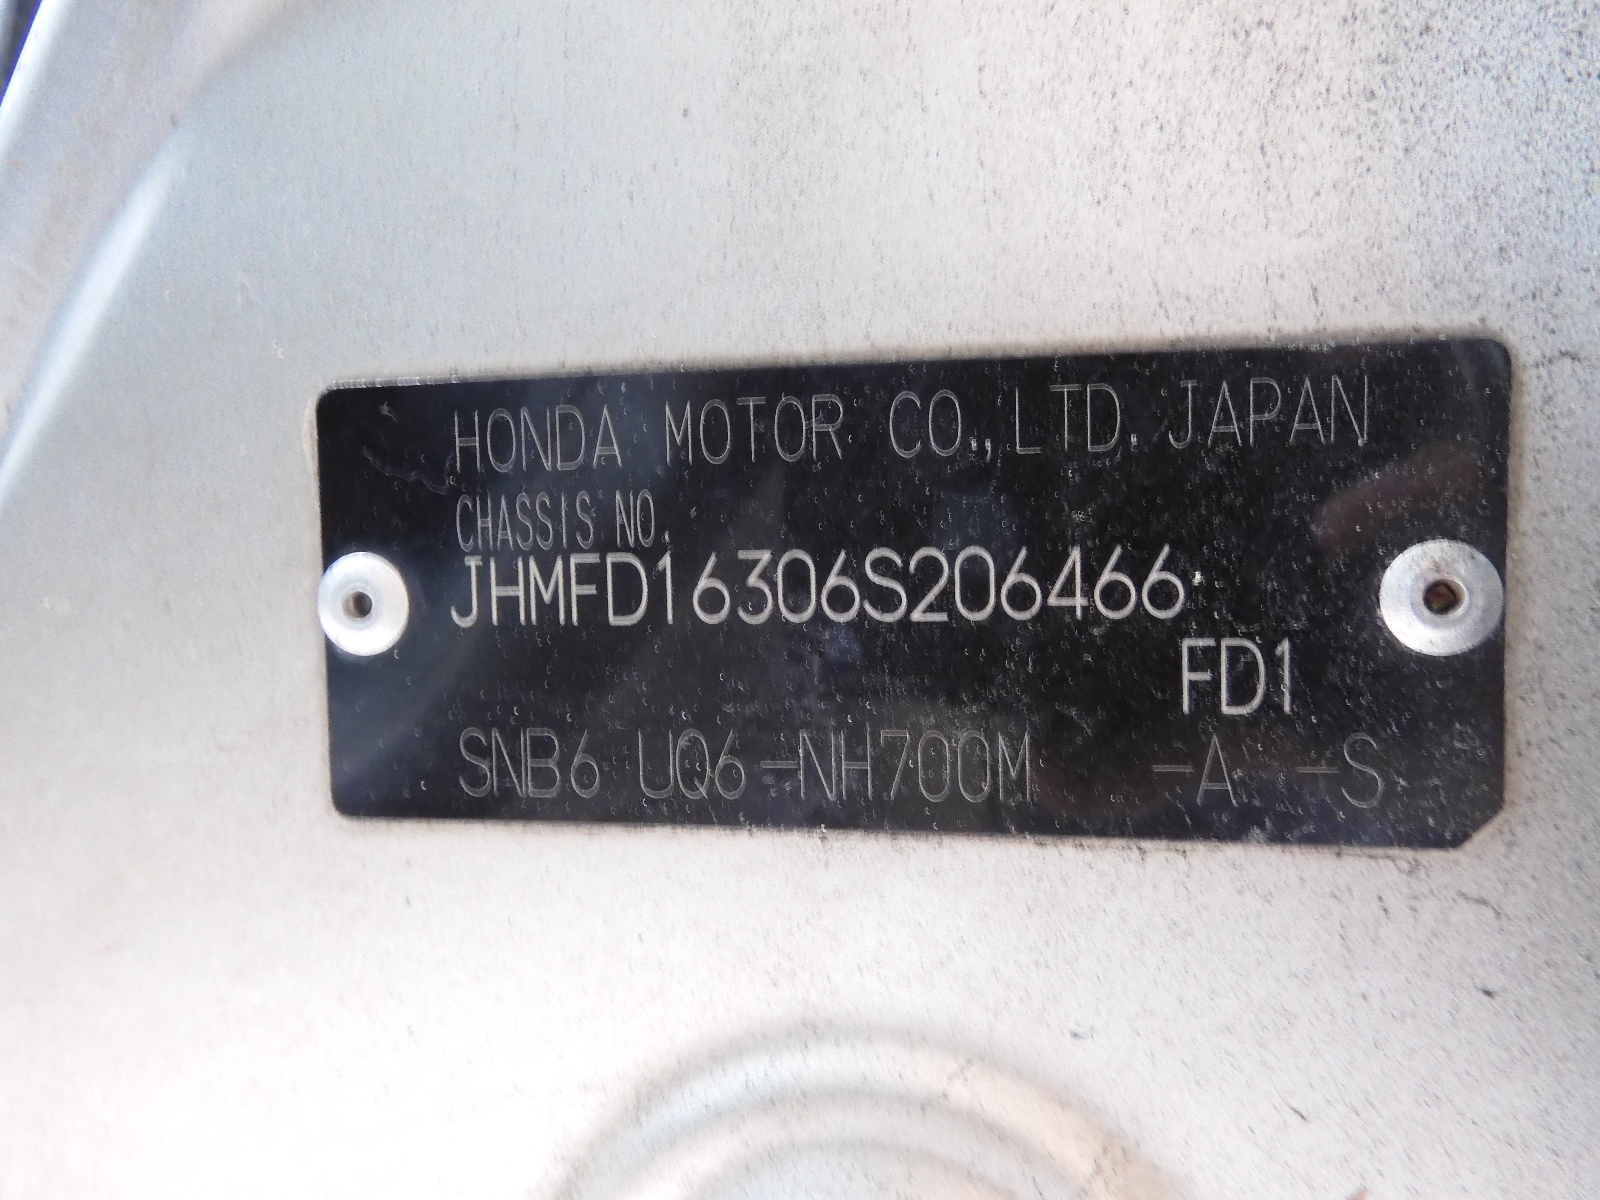 HONDA MOTOR CO.,LTD.JAPAN
CHASSIS NO.
JHMFD16306S206466
FD1
SNB6 UQ6-NH700M -A -S